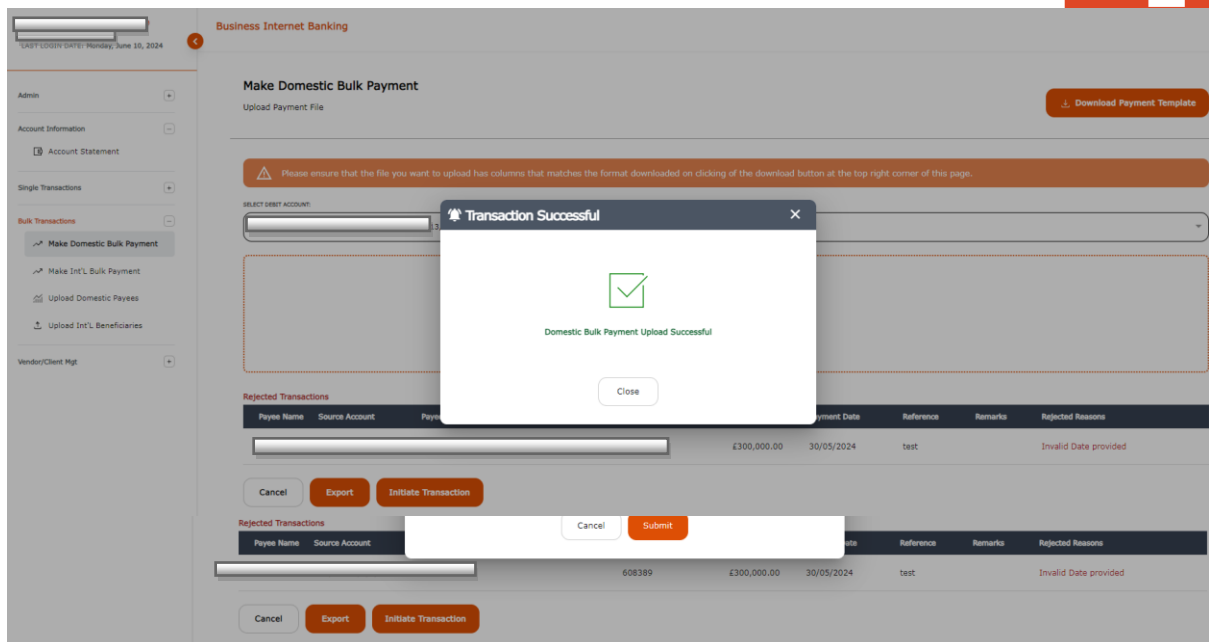 Business Internet Banking
LAST LOGIN DATE: Monday, June 10, 2024
Make Domestic Bulk Payment
Upload Payment File
Download Payment Template
Admin
Account Information
Account Statement
Single Transactions
Bulk Transactions
Make Domestic Bulk Payment
Make Int'L Bulk Payment
Upload Domestic Payees
Upload Int'L Beneficiaries
Vendor/Client Mgt
Please ensure that the file you want to upload has columns that matches the format downloaded on clicking of the download button at the top right corner of this page.
SELECT DEBIT ACCOUNT:
Transaction Successful
Domestic Bulk Payment Upload Successful
Close
Rejected Transactions
Payee Name Source Account Reference Remarks Rejected Reasons
£300,000.00 30/05/2024 test Invalid Date provided
Cancel Export Initiate Transaction
Cancel Submit
Rejected Transactions
Payee Name Source Account Reference Remarks Rejected Reasons
608389 £300,000.00 30/05/2024 test Invalid Date provided
Cancel Export Initiate Transaction